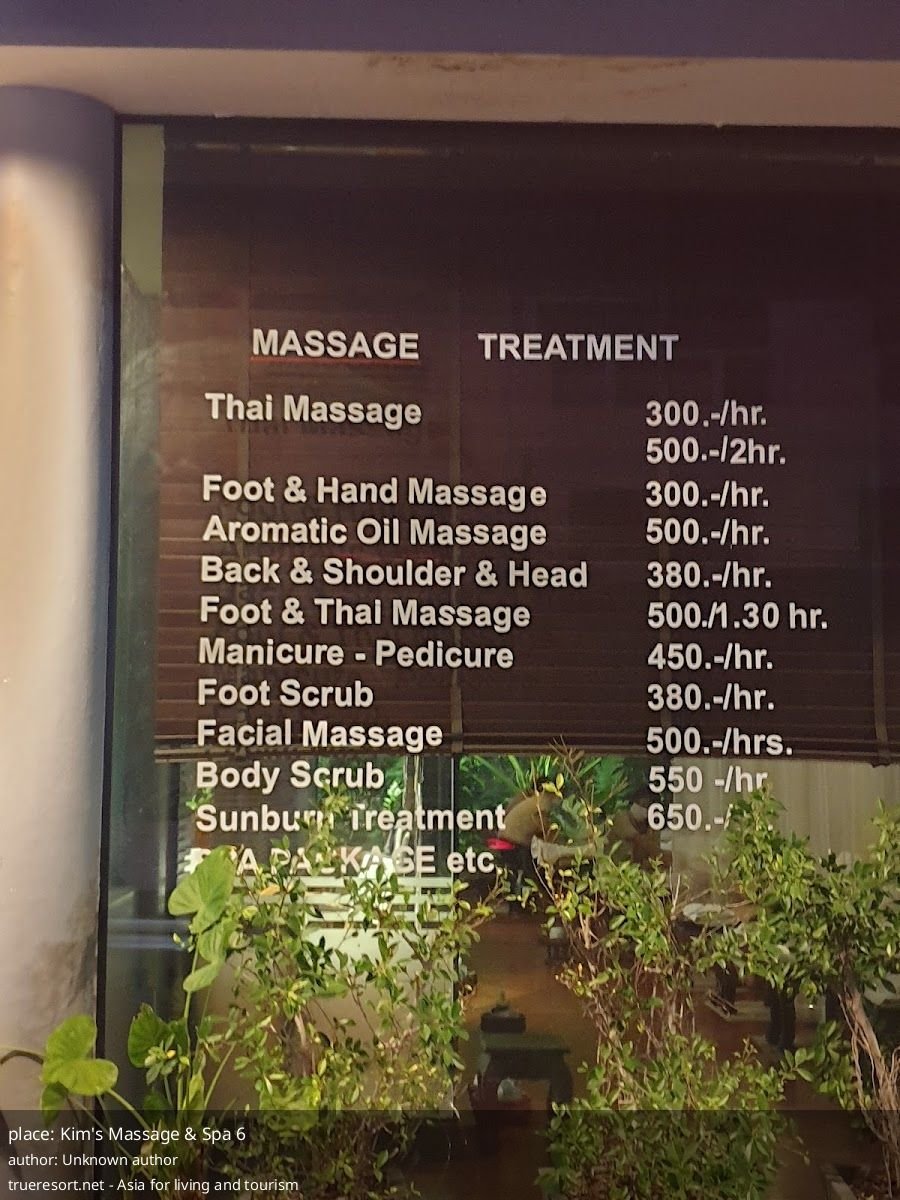 MASSAGE TREATMENT
Thai Massage 300.-/hr.
500.-/2hr.
Foot & Hand Massage 300.-/hr.
Aromatic Oil Massage 500.-/hr.
Back & Shoulder & Head 380.-/hr.
Foot & Thai Massage 500./1.30 hr.
Manicure - Pedicure 450.-/hr.
Foot Scrub 380.-/hr.
Facial Massage 500.-/hrs.
Body Scrub 550 -/hr
Sunburn Treatment 650.-/
SPA PACKAGE etc.
place: Kim's Massage & Spa 6
author: Unknown author
trueresort.net - Asia for living and tourism